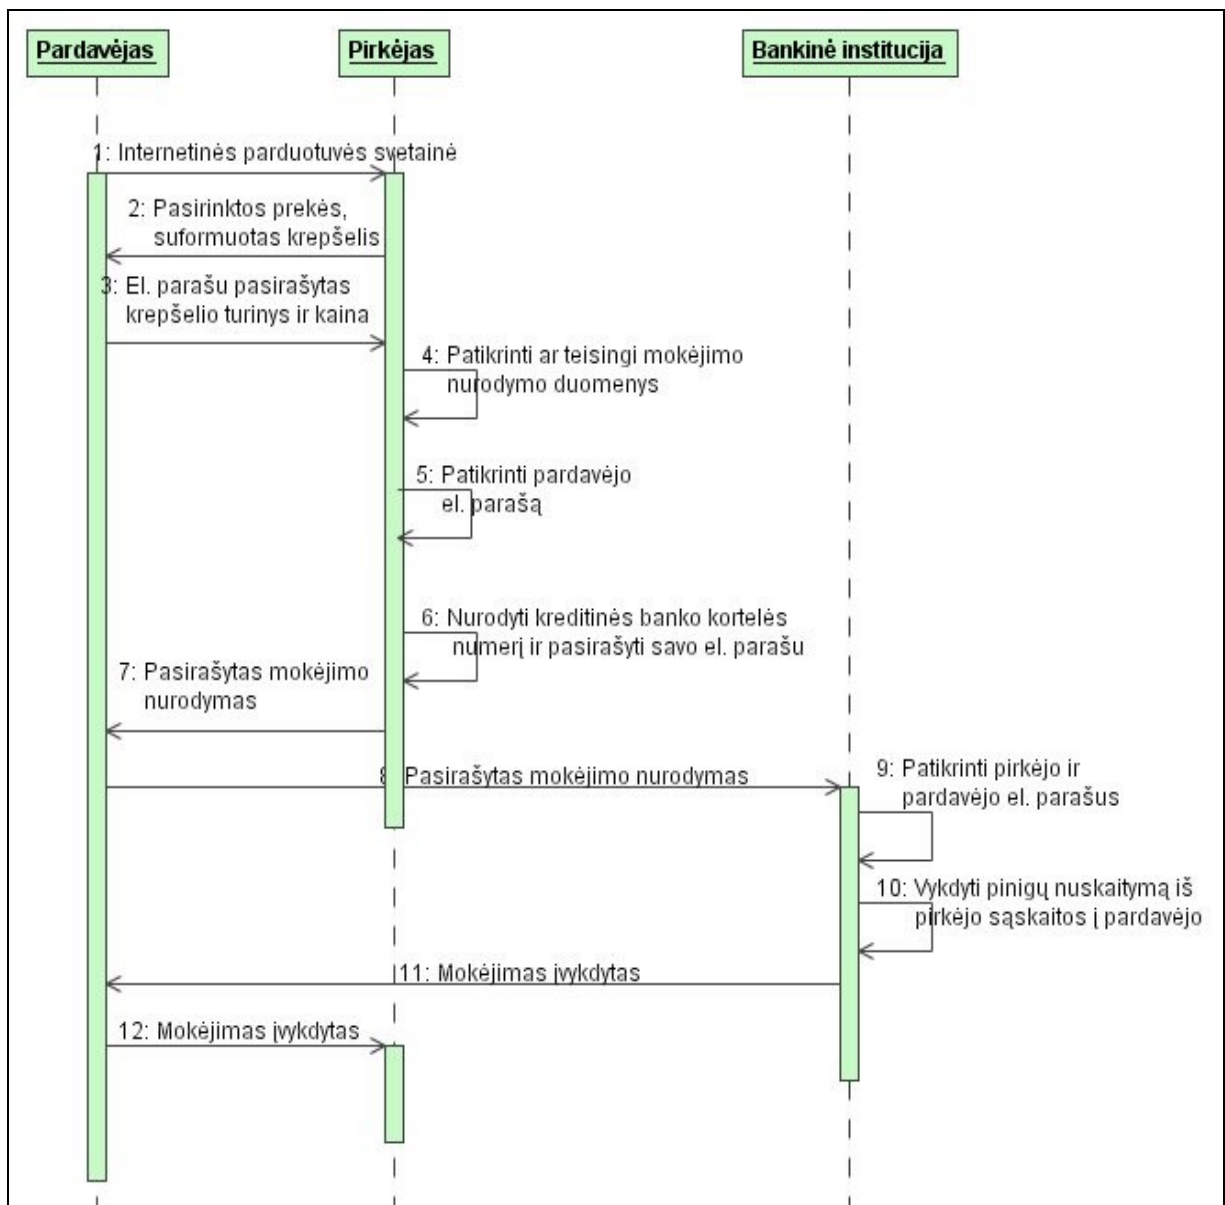 Pardavėjas
Pirkėjas
Bankinė institucija
1: Internetinės parduotuvės svetainė
2: Pasirinktos prekės,
suformuotas krepšelis
3: El. parašu pasirašytas
krepšelio turinys ir kaina
4: Patikrinti ar teisingi mokėjimo
nurodymo duomenys
5: Patikrinti pardavėjo
el. parašą
6: Nurodyti kreditinės banko kortelės
numerį ir pasirašyti savo el. parašu
7: Pasirašytas mokėjimo
nurodymas
8: Pasirašytas mokėjimo nurodymas
9: Patikrinti pirkėjo ir
pardavėjo el. parašus
10: Vykdyti pinigų nuskaitymą iš
pirkėjo sąskaitos į pardavėjo
11: Mokėjimas įvykdytas
12: Mokėjimas įvykdytas